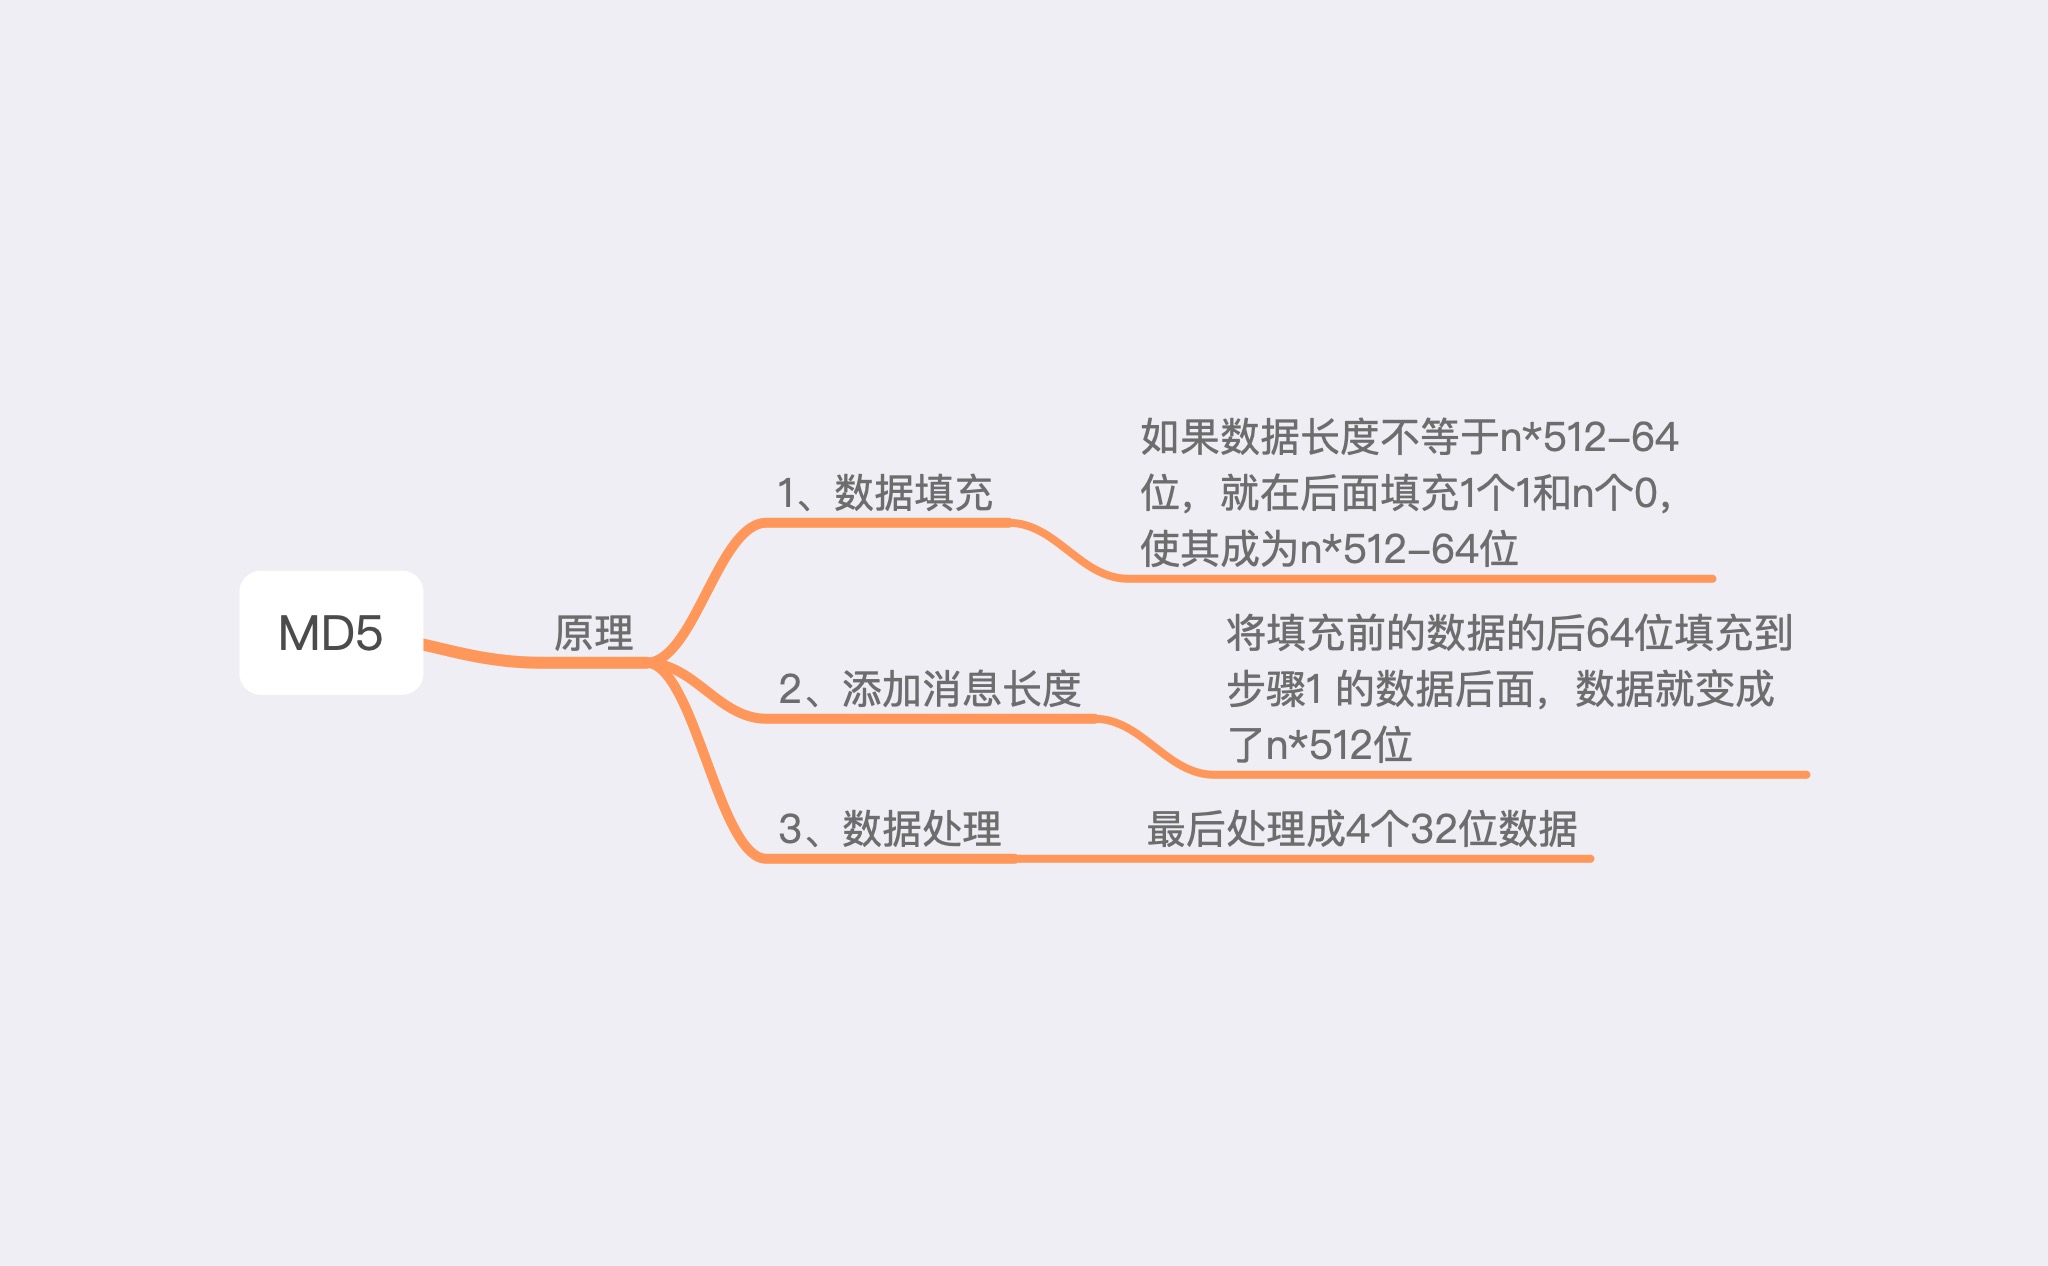 MD5
原理
1、数据填充
如果数据长度不等于n*512-64
位，就在后面填充1个1和n个0，
使其成为n*512-64位
2、添加消息长度
将填充前的数据的后64位填充到
步骤1 的数据后面，数据就变成
了n*512位
3、数据处理
最后处理成4个32位数据